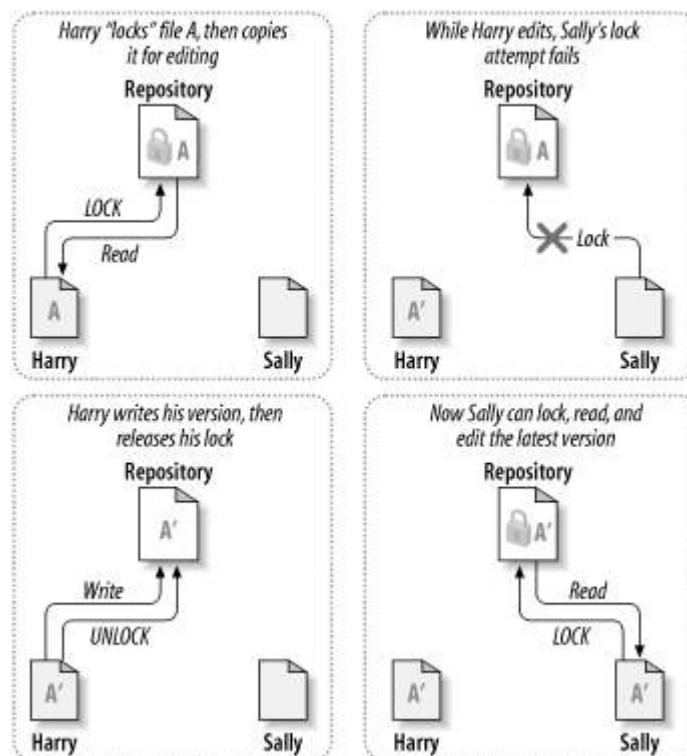 Harry “locks” file A, then copies
it for editing
Repository
A
LOCK
Read
A
Harry
Sally
While Harry edits, Sally’s lock
attempt fails
Repository
A
Lock
A′
Harry
Sally
Harry writes his version, then
releases his lock
Repository
A′
Write
UNLOCK
A′
Harry
Sally
Now Sally can lock, read, and
edit the latest version
Repository
A′
Read
LOCK
A′
Harry
A′
Sally